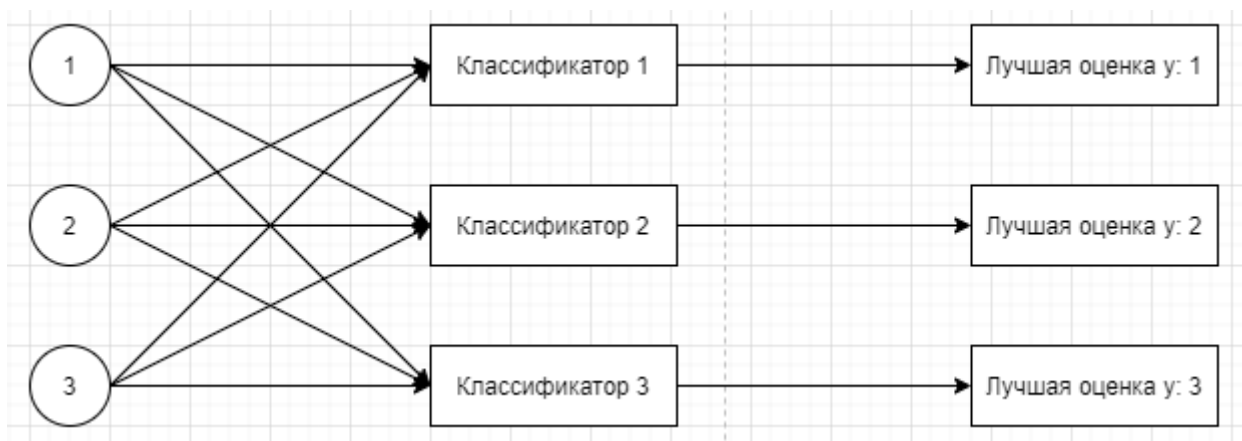 1
Классификатор 1
Лучшая оценка у: 1
2
Классификатор 2
Лучшая оценка у: 2
3
Классификатор 3
Лучшая оценка у: 3